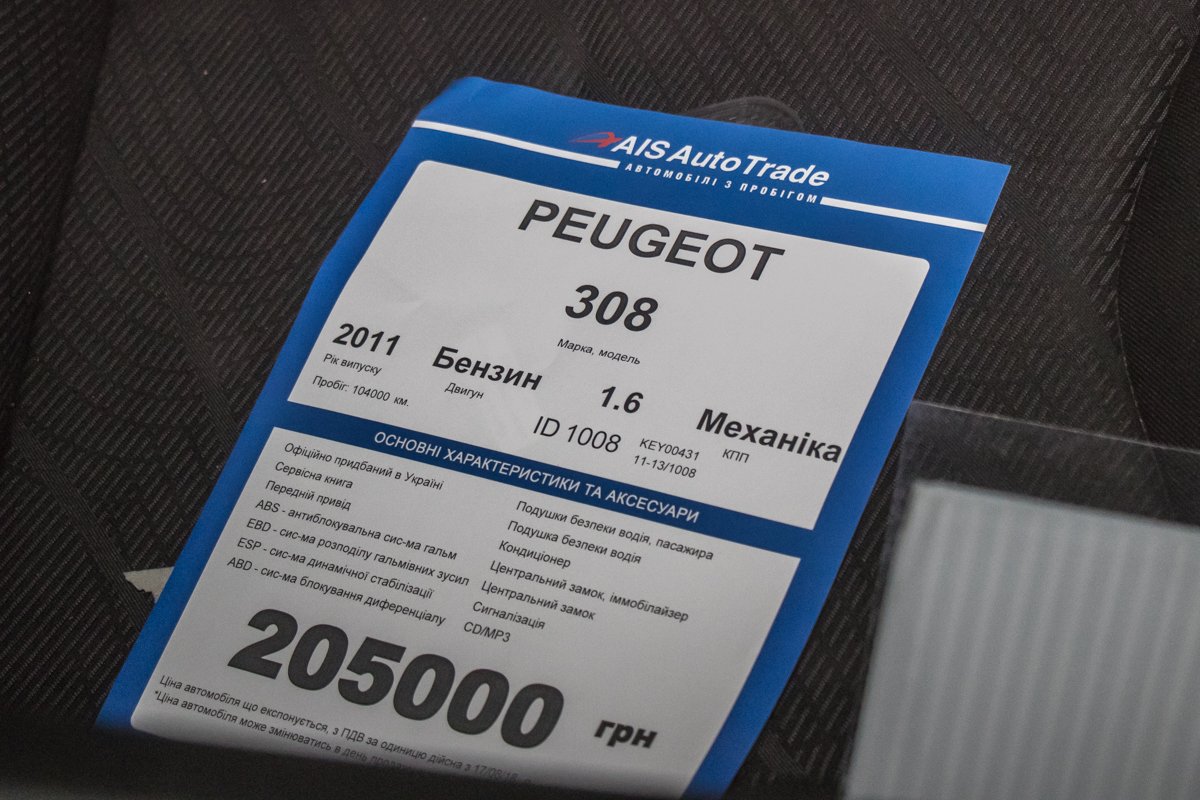 AIS AutoTrade
АВТОМОБІЛІ З ПРОБІГОМ
PEUGEOT
308
Марка, модель
2011
Рік випуску
Пробіг: 104000 км.
Бензин
Двигун
1.6
Механіка
КПП
ID 1008
KEY00431
11-13/1008
ОСНОВНІ ХАРАКТЕРИСТИКИ ТА АКСЕСУАРИ
Офіційно придбаний в Україні
Сервісна книга
Передній привід
ABS - антиблокувальна сис-ма гальм
EBD - сис-ма розподілу гальмівних зусил
ESP - сис-ма динамічної стабілізації
ABD - сис-ма блокування диференціалу
Подушки безпеки водія, пасажира
Подушка безпеки водія
Кондиціонер
Центральний замок, іммобілайзер
Центральний замок
Сигналізація
CD/MP3
205000 грн
Ціна автомобіля що експонується, з ПДВ за одиницю дійсна з 17/08/18
*Ціна автомобіля може змінюватись в день